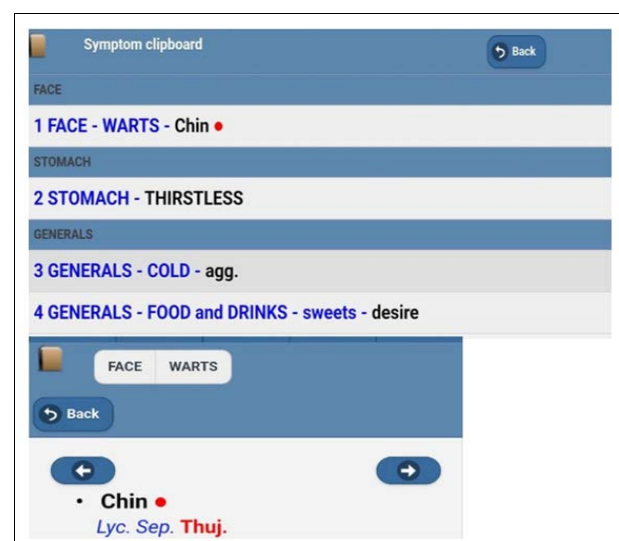 Symptom clipboard
Back
FACE
1 FACE - WARTS - Chin
STOMACH
2 STOMACH - THIRSTLESS
GENERALS
3 GENERALS - COLD - agg.
4 GENERALS - FOOD and DRINKS - sweets - desire
FACE WARTS
Back
• Chin
Lyc. Sep. Thuj.